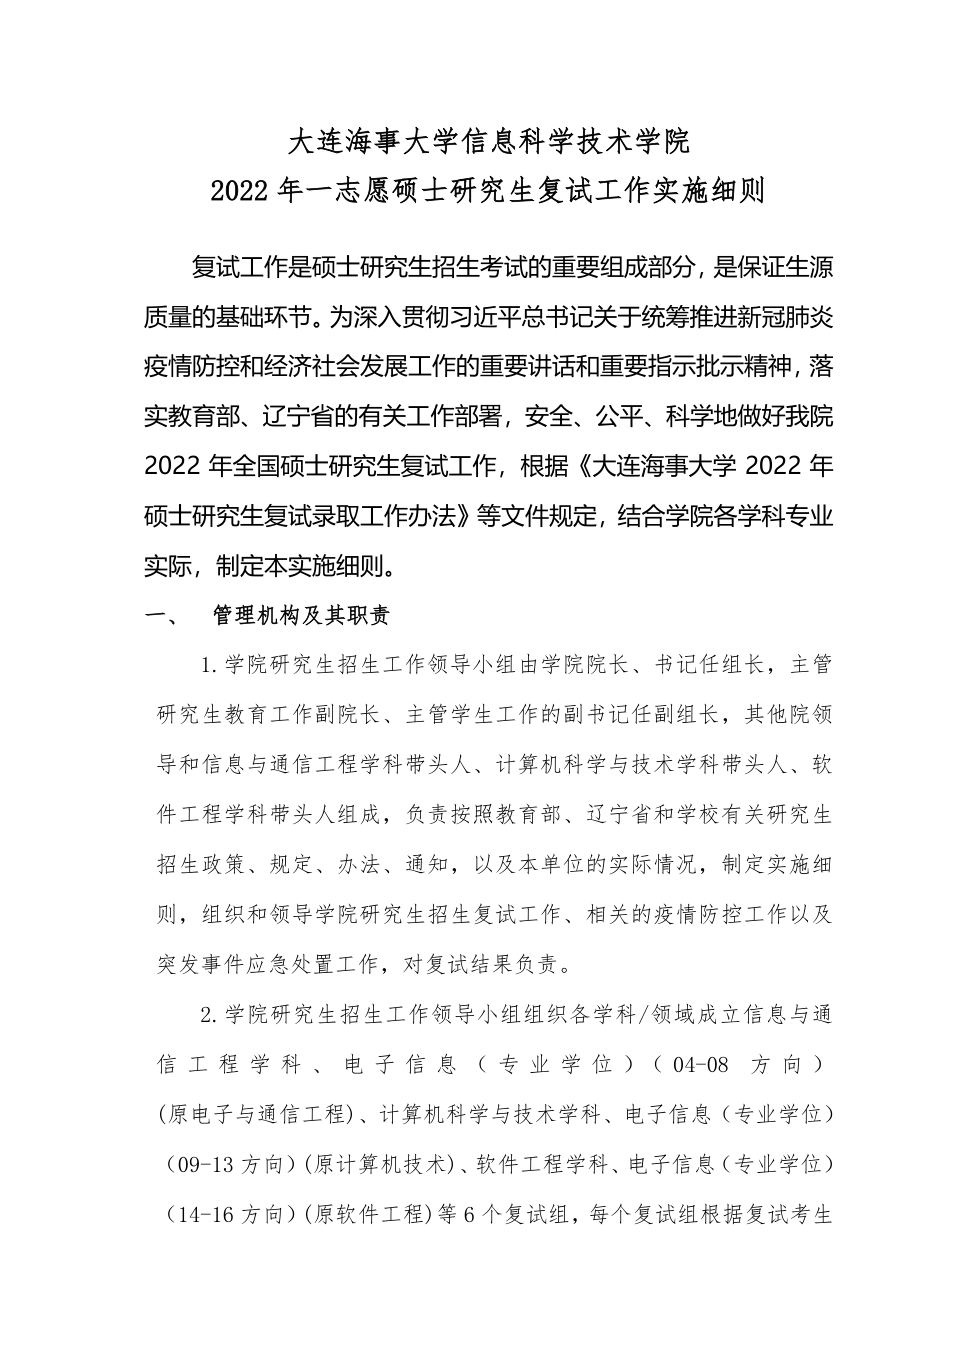 大连海事大学信息科学技术学院
2022 年一志愿硕士研究生复试工作实施细则
复试工作是硕士研究生招生考试的重要组成部分，是保证生源
质量的基础环节。为深入贯彻习近平总书记关于统筹推进新冠肺炎
疫情防控和经济社会发展工作的重要讲话和重要指示批示精神，落
实教育部、辽宁省的有关工作部署，安全、公平、科学地做好我院
2022 年全国硕士研究生复试工作，根据《大连海事大学 2022 年
硕士研究生复试录取工作办法》等文件规定，结合学院各学科专业
实际，制定本实施细则。
一、 管理机构及其职责
1.学院研究生招生工作领导小组由学院院长、书记任组长，主管
研究生教育工作副院长、主管学生工作的副书记任副组长，其他院领
导和信息与通信工程学科带头人、计算机科学与技术学科带头人、软
件工程学科带头人组成，负责按照教育部、辽宁省和学校有关研究生
招生政策、规定、办法、通知，以及本单位的实际情况，制定实施细
则，组织和领导学院研究生招生复试工作、相关的疫情防控工作以及
突发事件应急处置工作，对复试结果负责。
2.学院研究生招生工作领导小组组织各学科/领域成立信息与通
信工程学科、电子信息（专业学位）（04-08 方向）
(原电子与通信工程)、计算机科学与技术学科、电子信息（专业学位）
（09-13 方向）(原计算机技术)、软件工程学科、电子信息（专业学位）
（14-16 方向）(原软件工程)等 6 个复试组，每个复试组根据复试考生